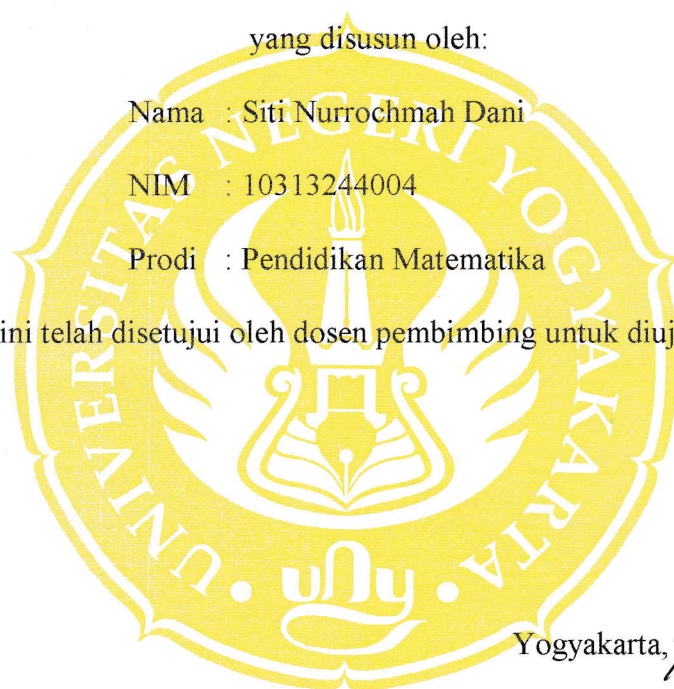 yang disusun oleh:
Nama : Siti Nurrochmah Dani
NIM : 10313244004
Prodi : Pendidikan Matematika
ini telah disetujui oleh dosen pembimbing untuk diuj
UNIVERSITAS NEGERI YOGYAKARTA
uny
Yogyakarta,